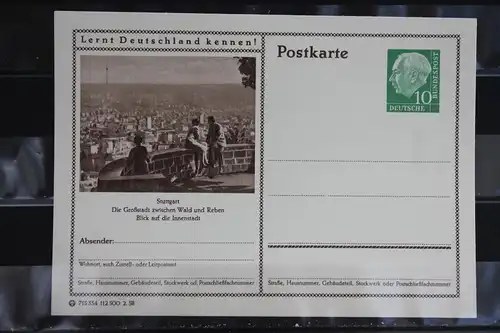 Lernt Deutschland kennen!
Stuttgart
Die Großstadt zwischen Wald und Reben
Blick auf die Innenstadt
Absender:
Wohnort, auch Zustell- oder Leitpostamt
Straße, Hausnummer, Gebäudeteil, Stockwerk od. Postschließfachnummer
Postkarte
DEUTSCHE
BUNDESPOST
10
Straße, Hausnummer, Gebäudeteil, Stockwerk oder Postschließfachnummer